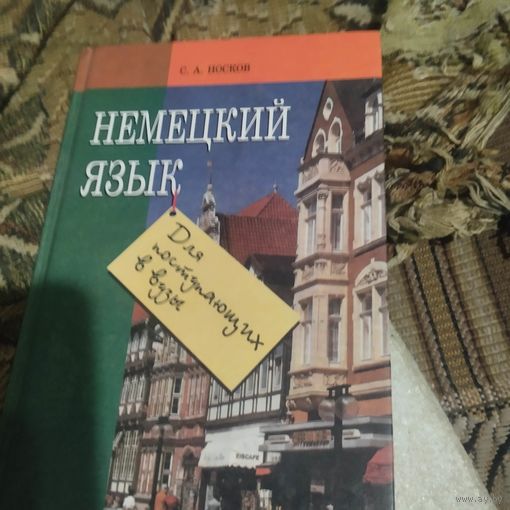 С. А. НОСКОВ
НЕМЕЦКИЙ
ЯЗЫК
Для
поступающих
в вузы
EISCAFE